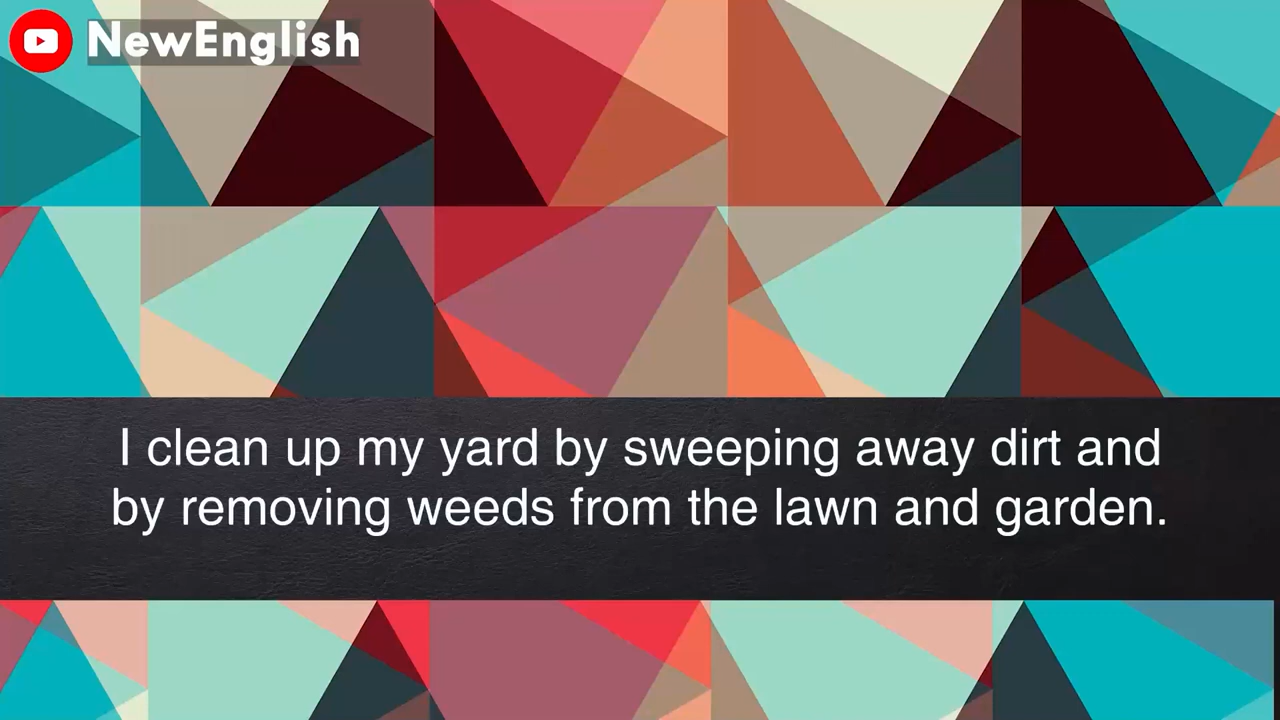 NewEnglish
I clean up my yard by sweeping away dirt and
by removing weeds from the lawn and garden.